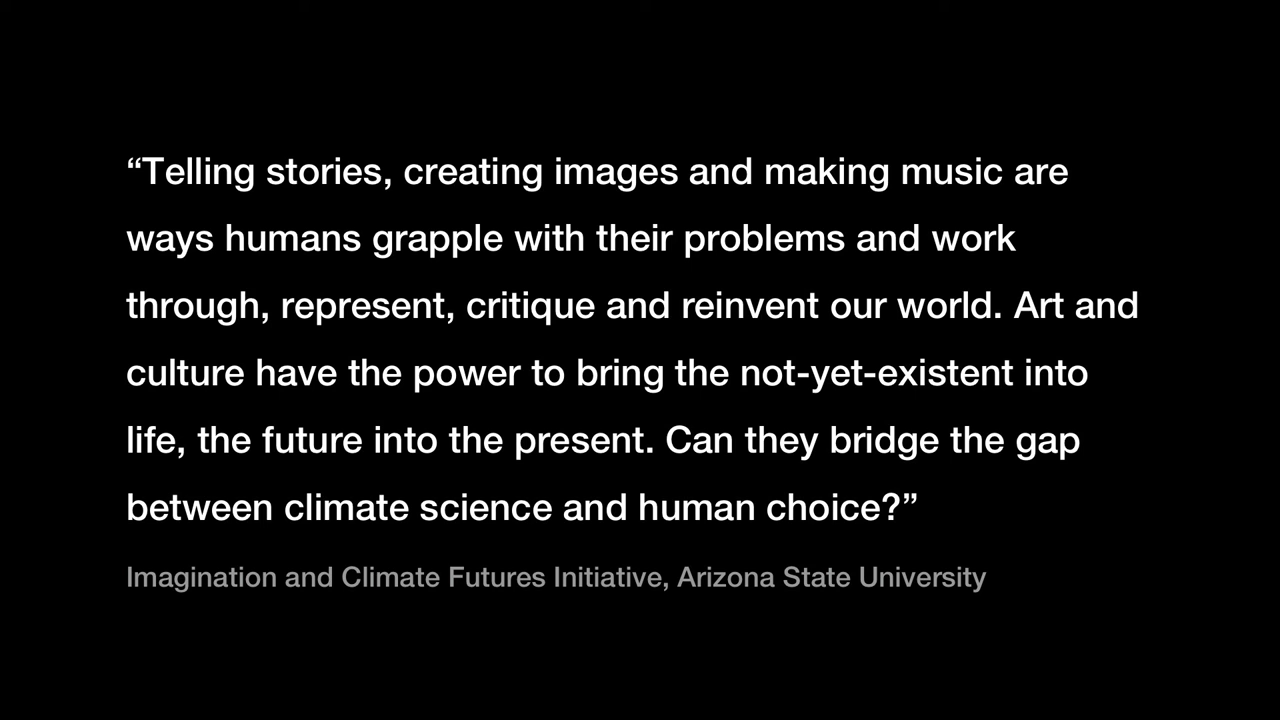 “Telling stories, creating images and making music are
ways humans grapple with their problems and work
through, represent, critique and reinvent our world. Art and
culture have the power to bring the not-yet-existent into
life, the future into the present. Can they bridge the gap
between climate science and human choice?”
Imagination and Climate Futures Initiative, Arizona State University